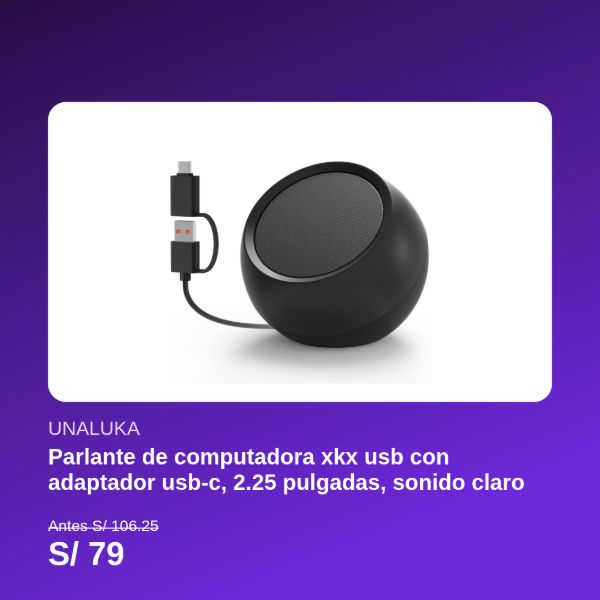 UNALUKA
Parlante de computadora xkx usb con
adaptador usb-c, 2.25 pulgadas, sonido claro
Antes S/ 106.25
S/ 79